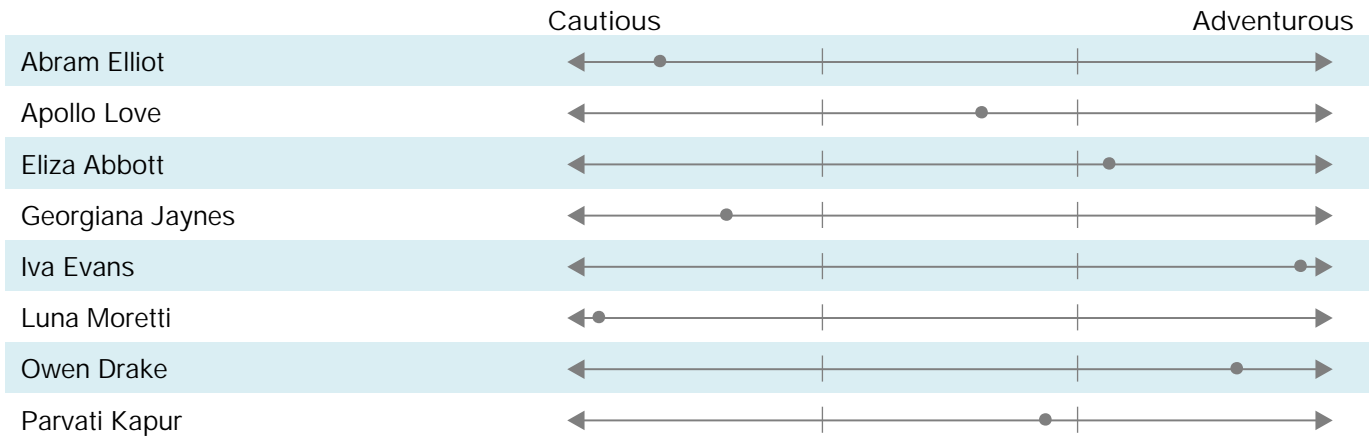 Cautious Adventurous
Abram Elliot
Apollo Love
Eliza Abbott
Georgiana Jaynes
Iva Evans
Luna Moretti
Owen Drake
Parvati Kapur